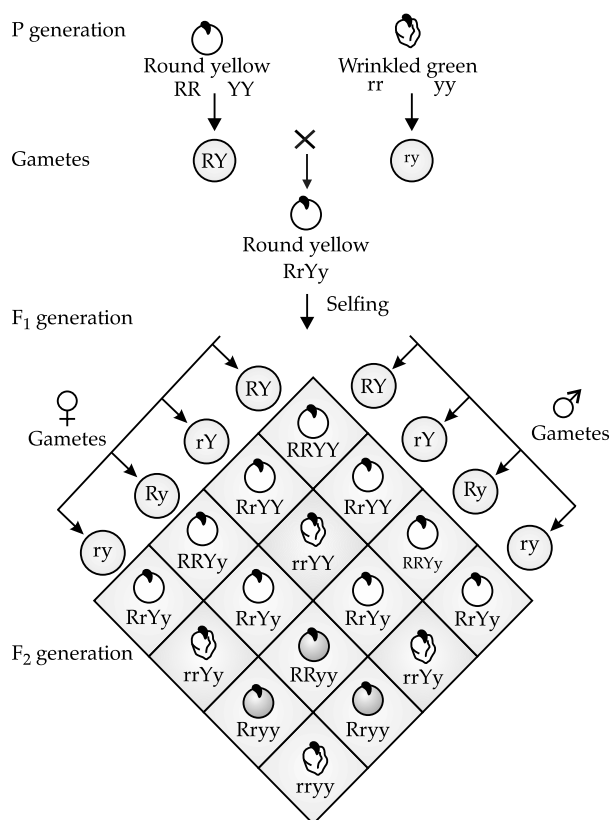 P generation
Round yellow
RR YY
Wrinkled green
rr yy
Gametes
RY
ry
Round yellow
RrYy
Selfing
F₁ generation
♀
Gametes
RY
rY
Ry
ry
♂
Gametes
RY
rY
Ry
ry
RRYY
RrYY RrYY
RRYy rrYY RRYy
RrYy RrYy RrYy RrYy
F₂ generation
rrYy RRyy rrYy
Rryy Rryy
rryy